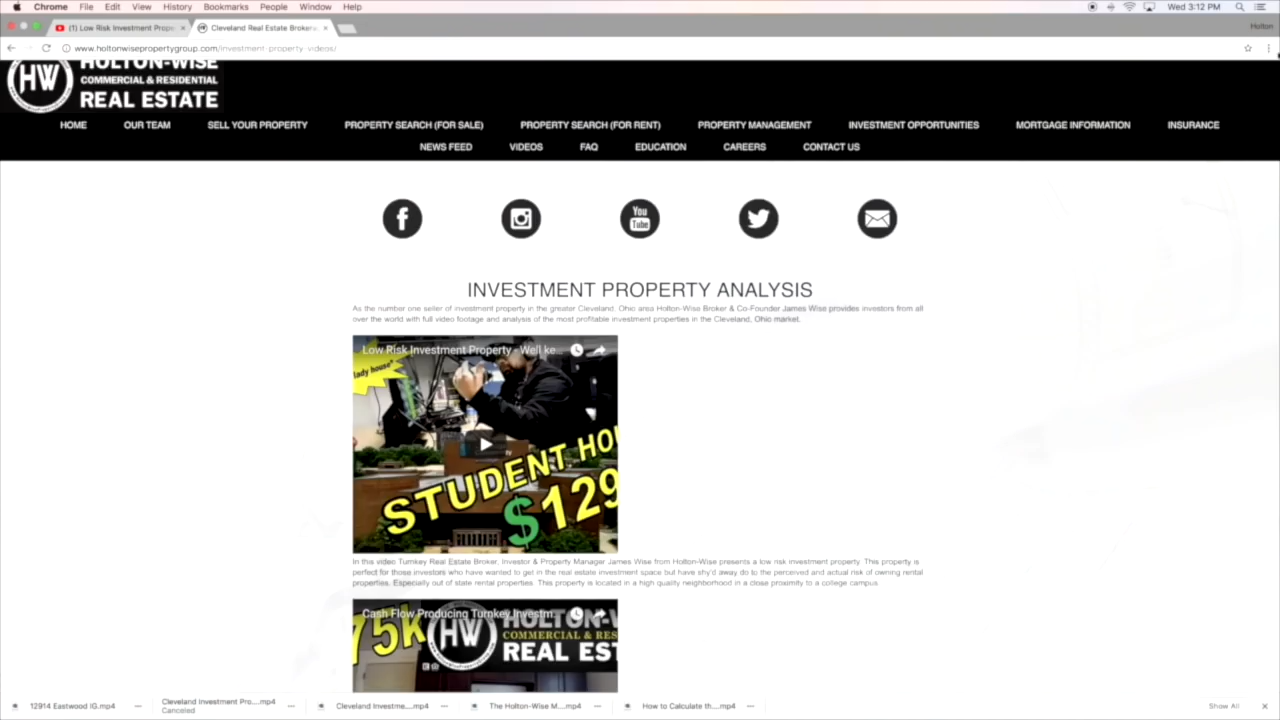 Chrome File Edit View History Bookmarks People Window Help Wed 3:12 PM
(1) Low Risk Investment Prope Cleveland Real Estate Brokers, Holton
www.holtonwisepropertygroup.com/investment-property-videos/
HOLTON-WISE
HW COMMERCIAL & RESIDENTIAL
REAL ESTATE
HOME OUR TEAM SELL YOUR PROPERTY PROPERTY SEARCH (FOR SALE) PROPERTY SEARCH (FOR RENT) PROPERTY MANAGEMENT INVESTMENT OPPORTUNITIES MORTGAGE INFORMATION INSURANCE
NEWS FEED VIDEOS FAQ EDUCATION CAREERS CONTACT US
You
Tube
INVESTMENT PROPERTY ANALYSIS
As the number one seller of investment property in the greater Cleveland, Ohio area Holton-Wise Broker & Co-Founder James Wise provides investors from all
over the world with full video footage and analysis of the most profitable investment properties in the Cleveland, Ohio market.
Low Risk Investment Property - Well ke...
lady house"
STUDENT HOU
$129
In this video Turnkey Real Estate Broker, Investor & Property Manager James Wise from Holton-Wise presents a low risk investment property. This property is
perfect for those investors who have wanted to get in the real estate investment space but have shy'd away do to the perceived and actual risk of owning rental
properties. Especially out of state rental properties. This property is located in a high quality neighborhood in a close proximity to a college campus.
Cash Flow Producing Turnkey Investm...
75k HW HOLTON-W
COMMERCIAL & RES
REAL EST
12914 Eastwood IG.mp4 Cleveland Investment Pro....mp4 Cleveland Investme....mp4 The Holton-Wise M....mp4 How to Calculate th....mp4 Show All
Canceled